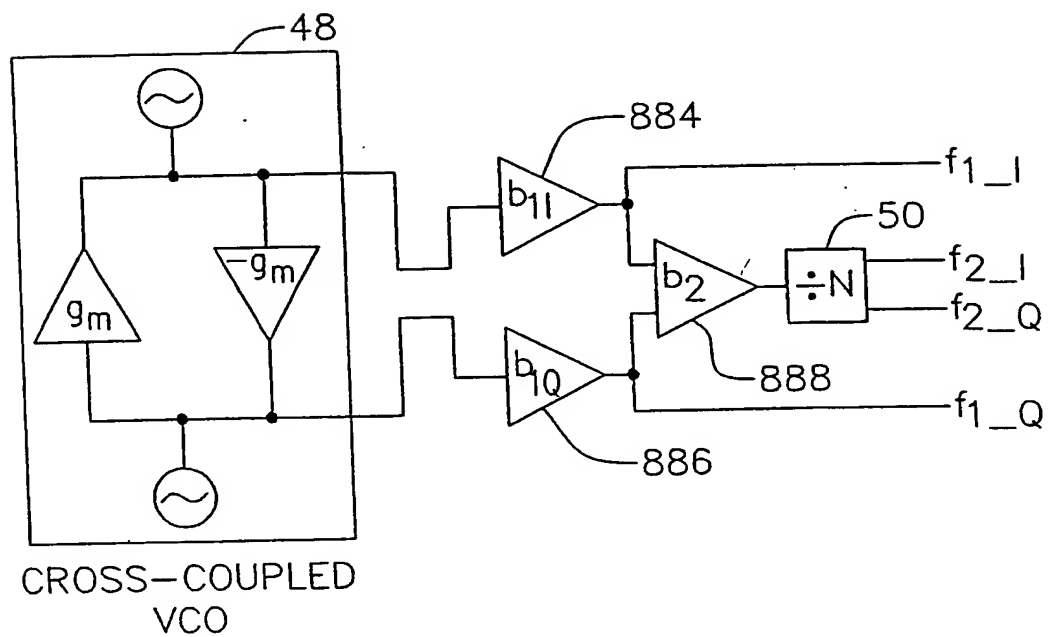 48
884
b1I
f1_I
50
-gm
b2
÷N
f2_I
gm
f2_Q
b1Q
888
f1_Q
886
CROSS-COUPLED
VCO